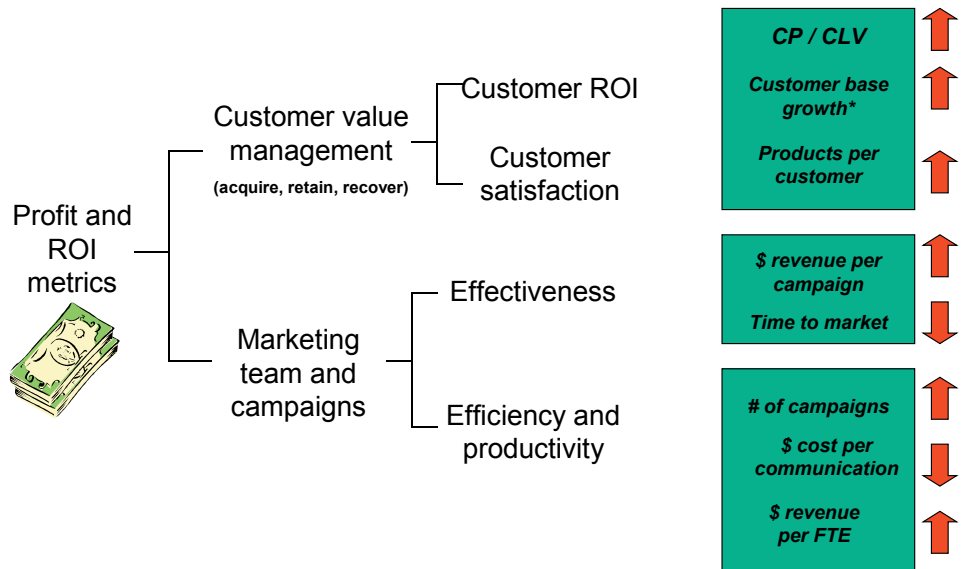 Profit and
ROI
metrics
Customer value
management
(acquire, retain, recover)
Marketing
team and
campaigns
Customer ROI
Customer
satisfaction
Effectiveness
Efficiency and
productivity
CP / CLV
Customer base
growth*
Products per
customer
$ revenue per
campaign
Time to market
# of campaigns
$ cost per
communication
$ revenue
per FTE